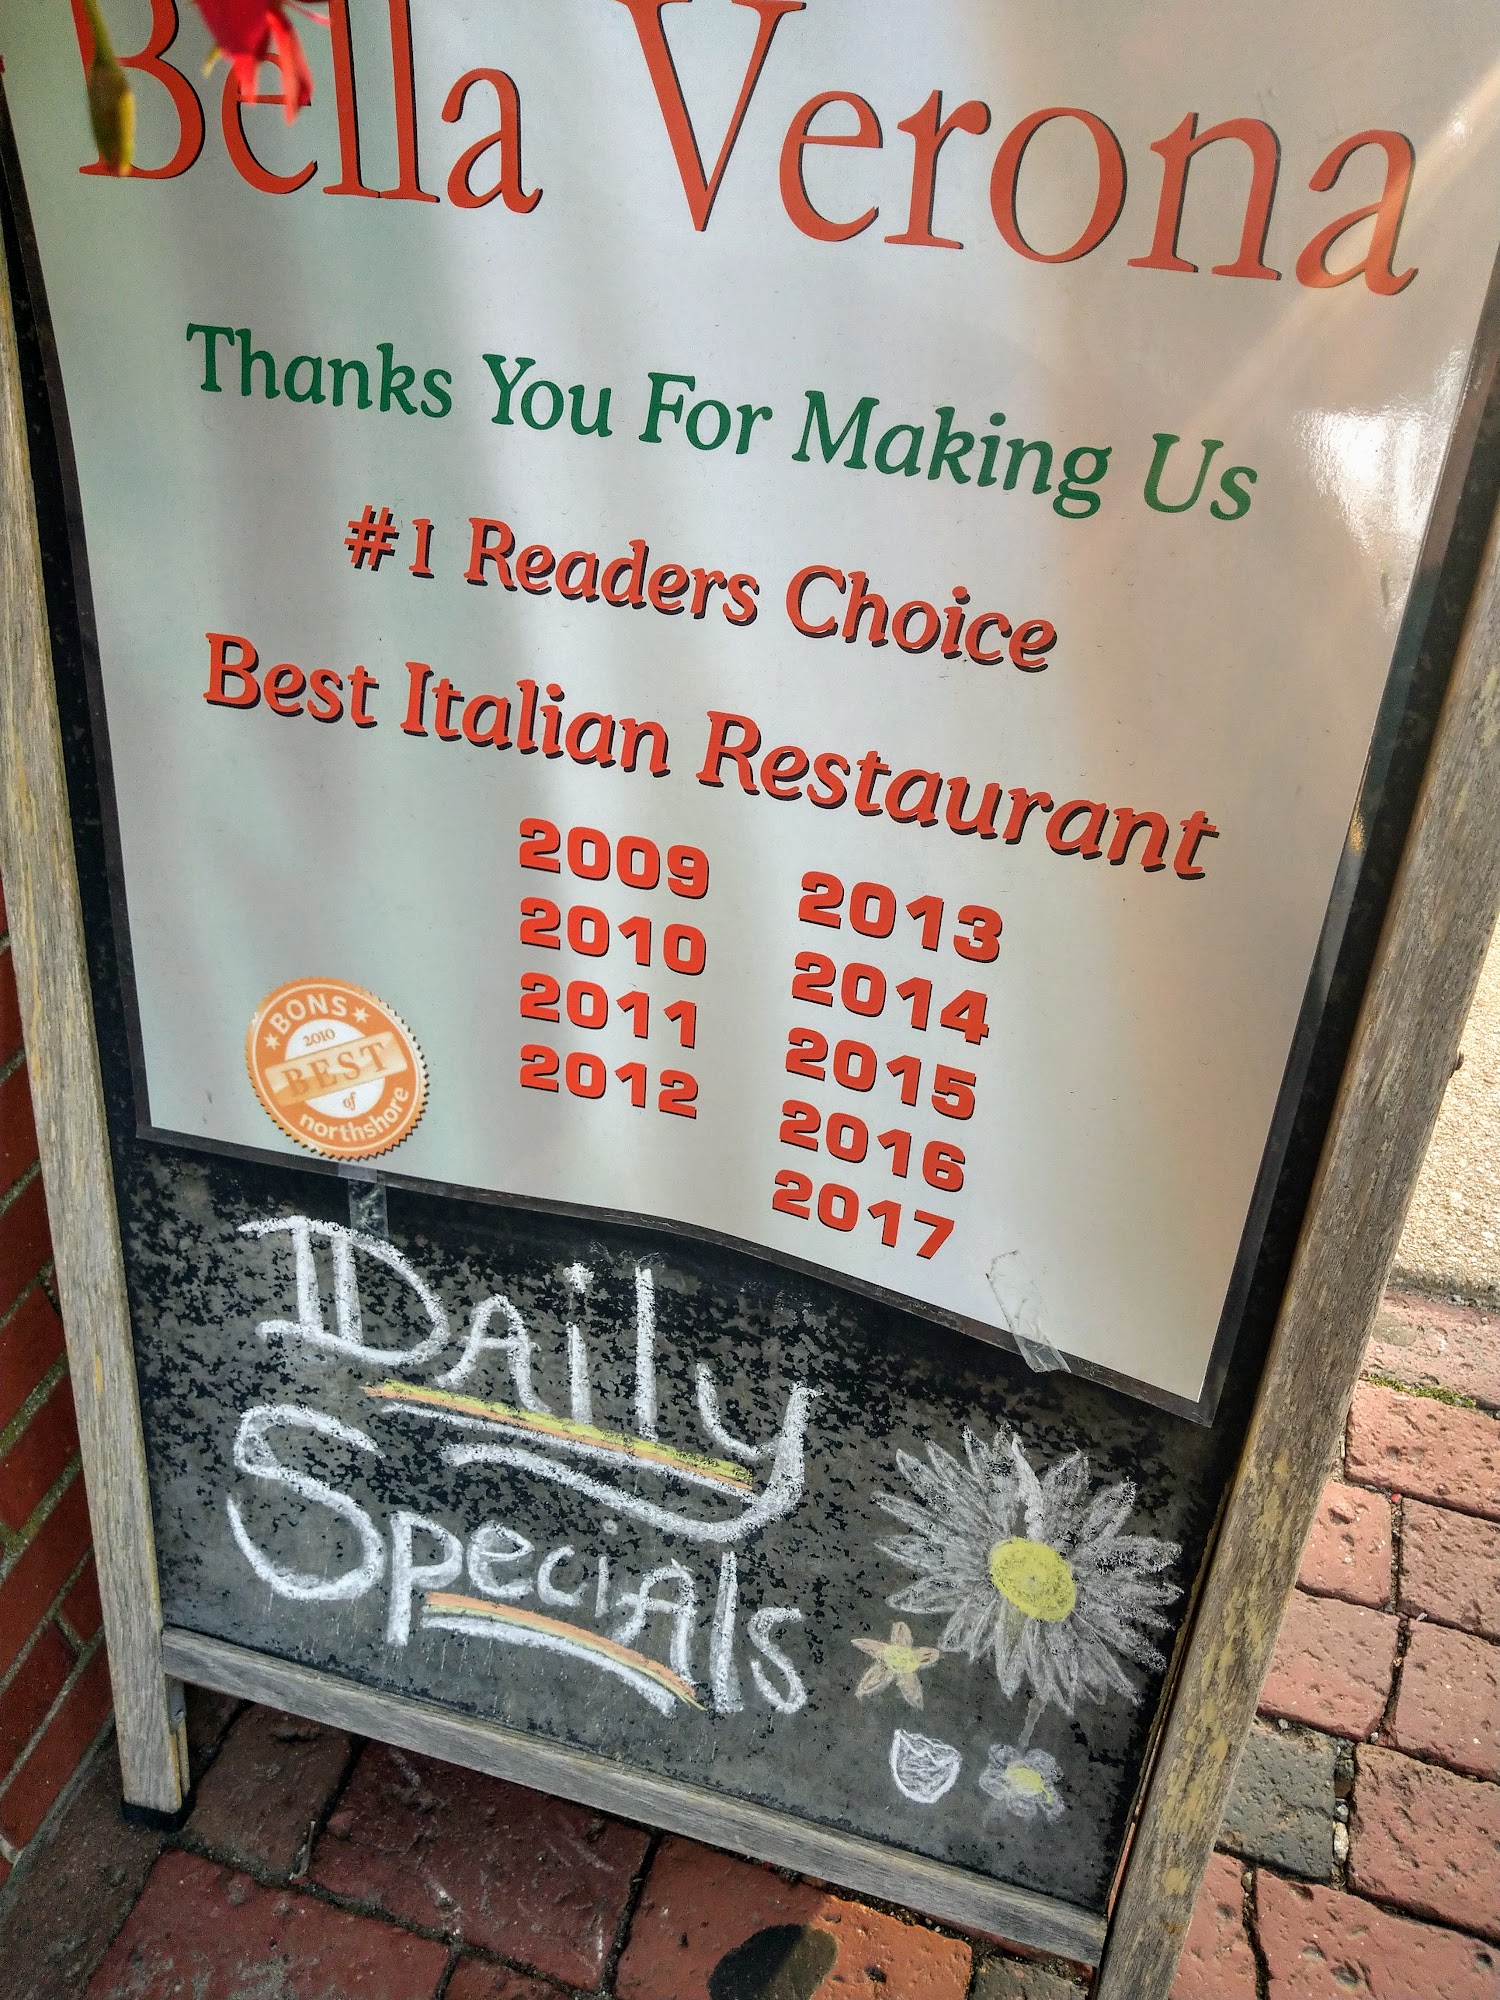 Bella Verona
Thanks You For Making Us
#1 Readers Choice
Best Italian Restaurant
2009 2013
2010 2014
2011 2015
2012 2016
2017
BONS
2010
BEST
of
northshore
DAily
SpeciAls